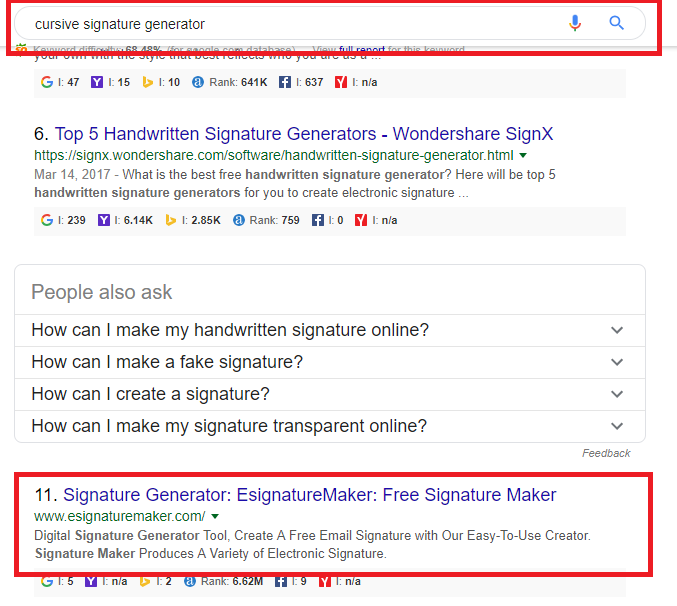 cursive signature generator
Keyword difficulty: 68.48% (for google.com database) View full report for this keyword
your own with the style that best reflects who you are as a ...
I: 47 I: 15 I: 10 Rank: 641K I: 637 I: n/a
6. Top 5 Handwritten Signature Generators - Wondershare SignX
https://signx.wondershare.com/software/handwritten-signature-generator.html
Mar 14, 2017 - What is the best free handwritten signature generator? Here will be top 5
handwritten signature generators for you to create electronic signature ...
I: 239 I: 6.14K I: 2.85K Rank: 759 I: 0 I: n/a
People also ask
How can I make my handwritten signature online?
How can I make a fake signature?
How can I create a signature?
How can I make my signature transparent online?
Feedback
11. Signature Generator: EsignatureMaker: Free Signature Maker
www.esignaturemaker.com/
Digital Signature Generator Tool, Create A Free Email Signature with Our Easy-To-Use Creator.
Signature Maker Produces A Variety of Electronic Signature.
I: 5 I: n/a I: 2 Rank: 6.62M I: 9 I: n/a